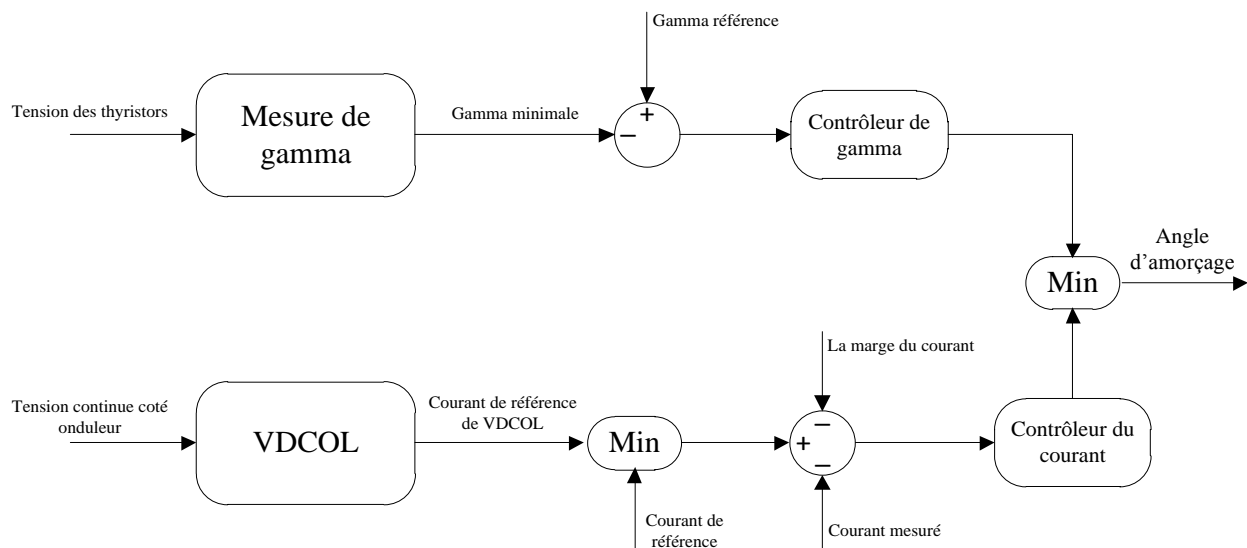 Gamma référence
Tension des thyristors
Mesure de
gamma
Gamma minimale
+
−
Contrôleur de
gamma
Angle
d’amorçage
Min
La marge du courant
Tension continue coté
onduleur
VDCOL
Courant de référence
de VDCOL
Min
−
+
−
Contrôleur du
courant
Courant de
référence
Courant mesuré